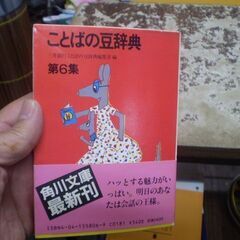 ことばの豆辞典
第6集
角川文庫
最新刊
ハッとする魅力が
いっぱい。明日のあな
たは会話の王様。